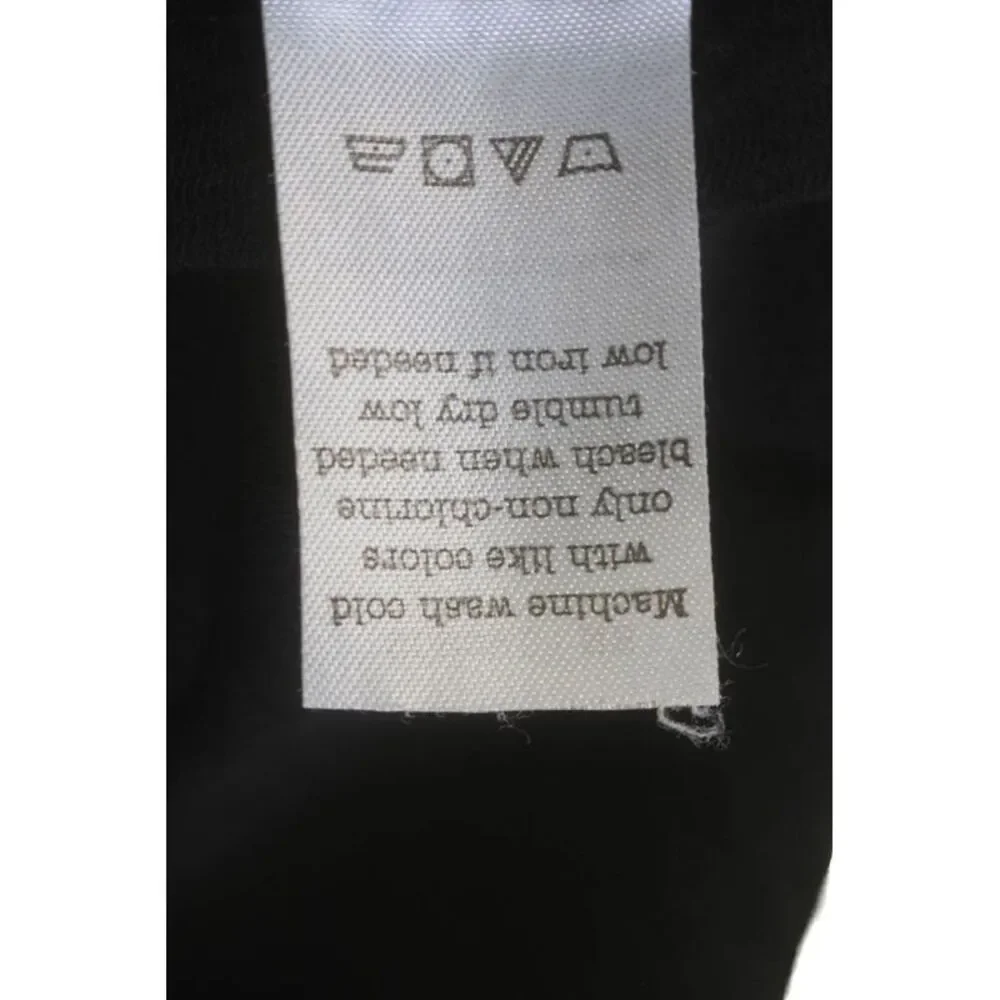 Machine wash cold
with like colors
only non-chlorine
bleach when needed
tumble dry low
low iron if needed